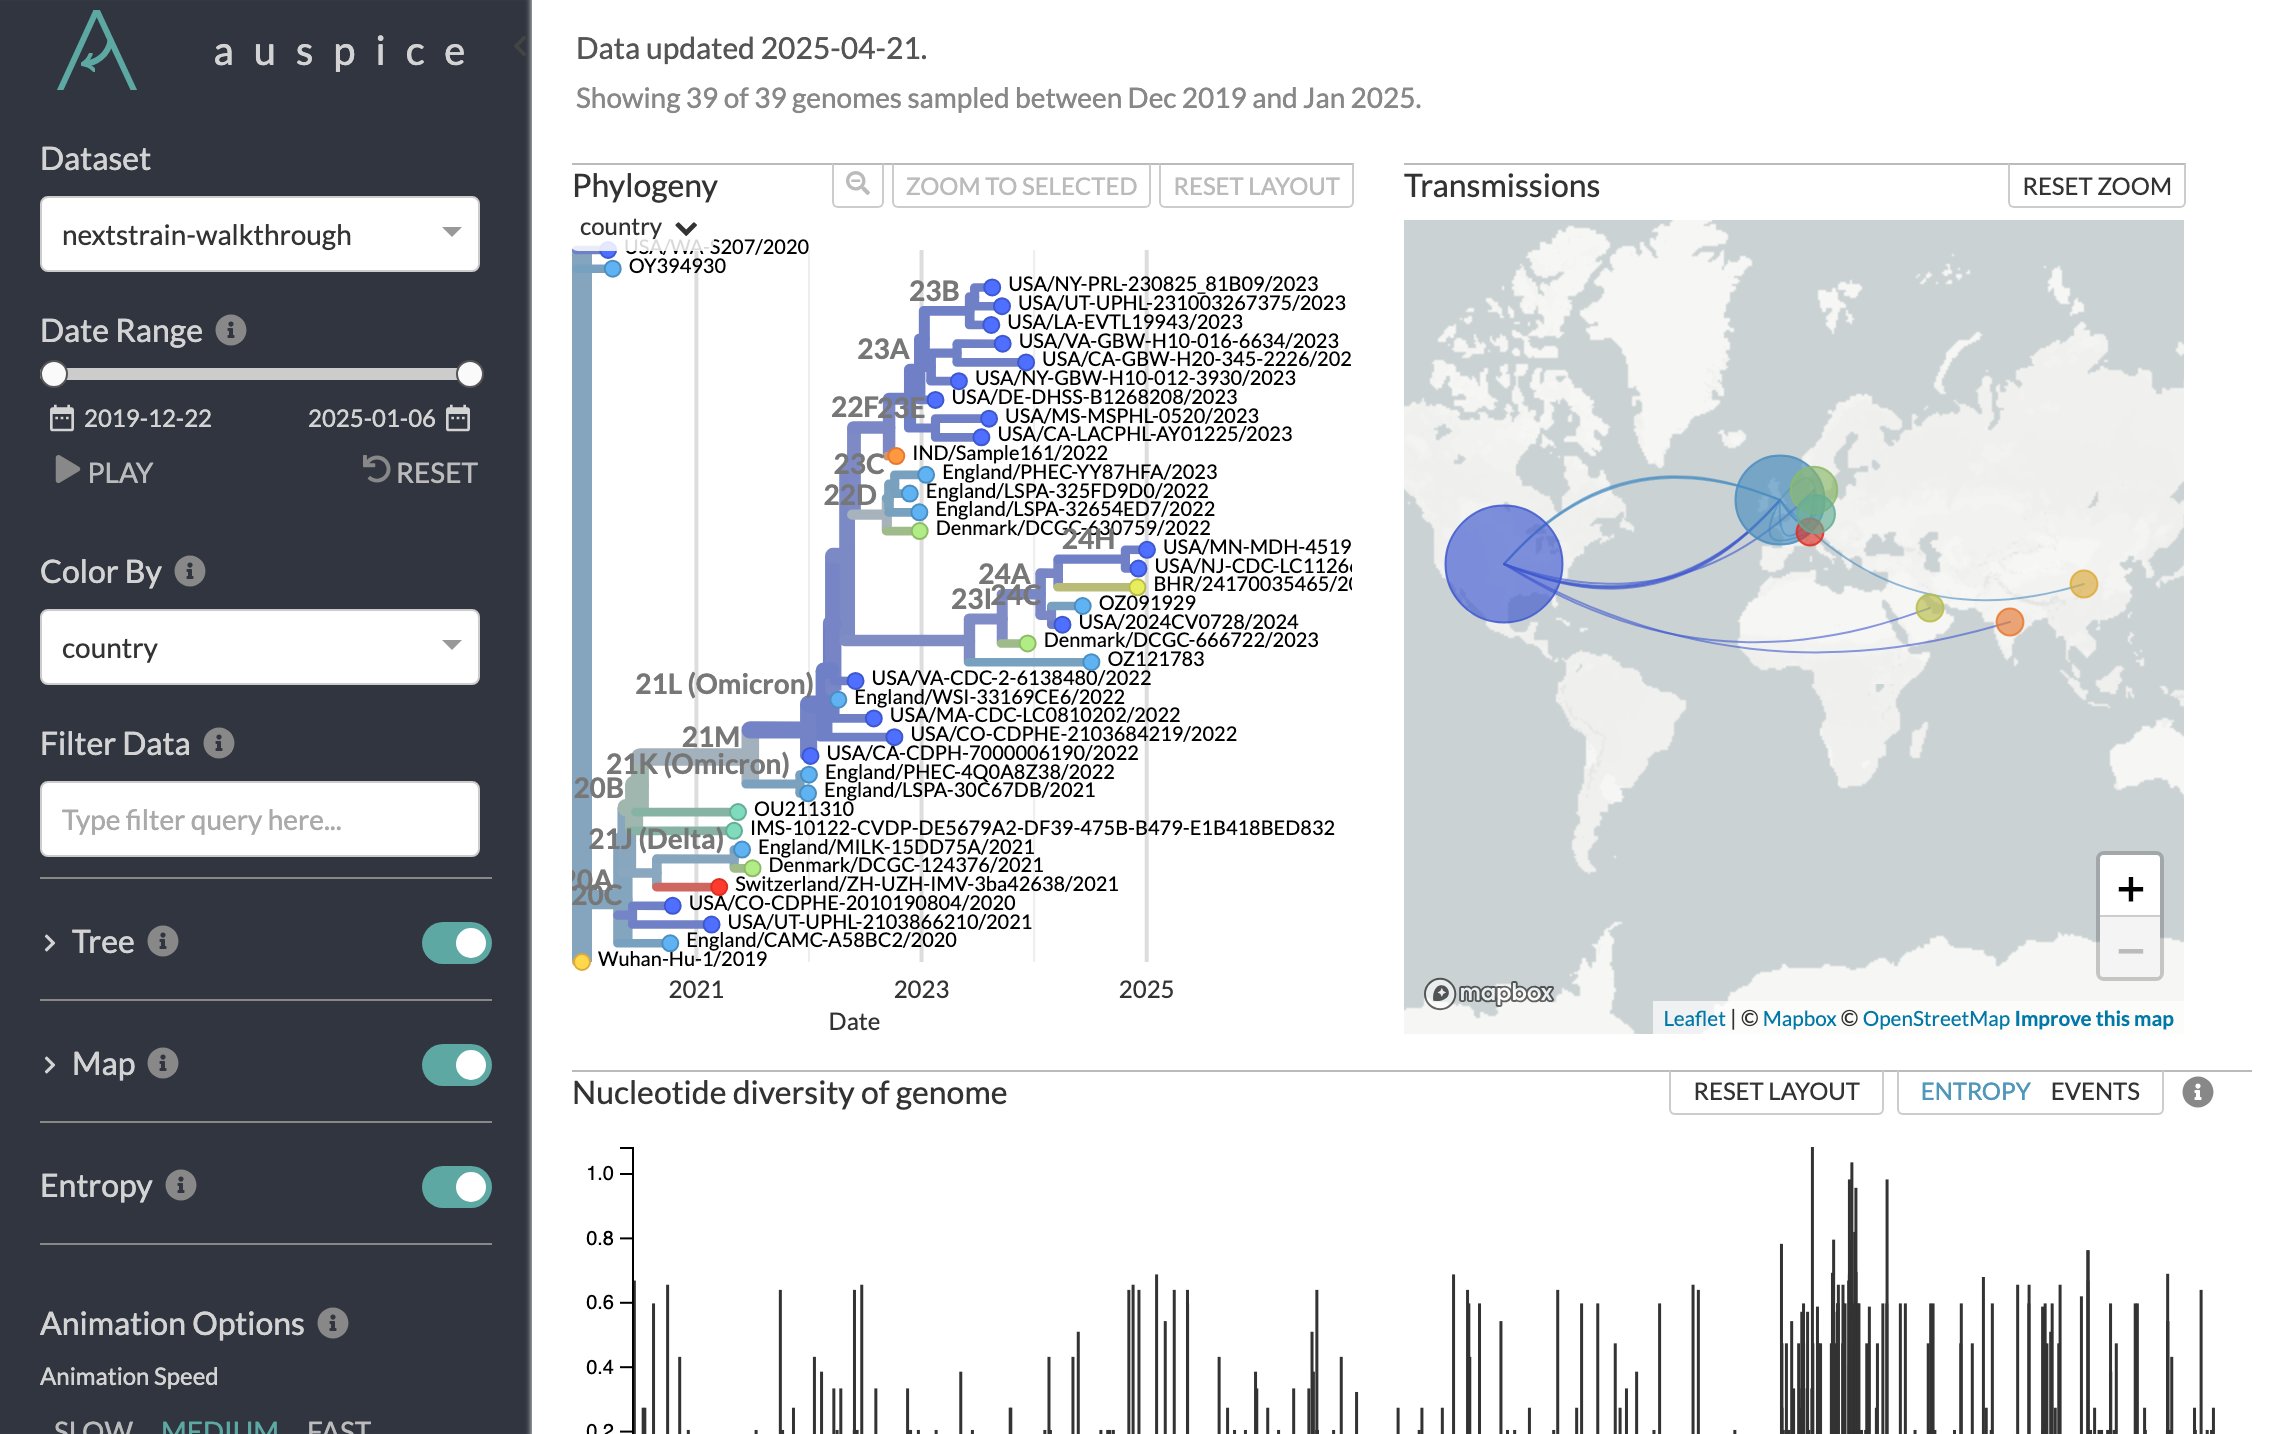 auspice
Dataset
nextstrain-walkthrough
Date Range
2019-12-22 2025-01-06
PLAY RESET
Color By
country
Filter Data
Type filter query here...
Tree
Map
Entropy
Animation Options
Animation Speed
SLOW MEDIUM FAST
Data updated 2025-04-21.
Showing 39 of 39 genomes sampled between Dec 2019 and Jan 2025.
Phylogeny ZOOM TO SELECTED RESET LAYOUT
country
USA/WA-S207/2020
OY394930
23B
USA/NY-PRL-230825_81B09/2023
USA/UT-UPHL-231003267375/2023
USA/LA-EVTL19943/2023
23A
USA/VA-GBW-H10-016-6634/2023
USA/CA-GBW-H20-345-2226/202
USA/NY-GBW-H10-012-3930/2023
22F 23E
USA/DE-DHSS-B1268208/2023
USA/MS-MSPHL-0520/2023
USA/CA-LACPHL-AY01225/2023
IND/Sample161/2022
23C
England/PHEC-YY87HFA/2023
22D
England/LSPA-325FD9D0/2022
England/LSPA-32654ED7/2022
Denmark/DCGC-630759/2022
24H
USA/MN-MDH-4519
USA/NJ-CDC-LC1126
24A
BHR/24170035465/20
23I 24C
OZ091929
USA/2024CV0728/2024
Denmark/DCGC-666722/2023
OZ121783
21L (Omicron)
USA/VA-CDC-2-6138480/2022
England/WSI-33169CE6/2022
USA/MA-CDC-LC0810202/2022
21M
USA/CO-CDPHE-2103684219/2022
USA/CA-CDPH-7000006190/2022
21K (Omicron)
England/PHEC-4Q0A8Z38/2022
20B
England/LSPA-30C67DB/2021
OU211310
IMS-10122-CVDP-DE5679A2-DF39-475B-B479-E1B418BED832
21J (Delta)
England/MILK-15DD75A/2021
Denmark/DCGC-124376/2021
20A
Switzerland/ZH-UZH-IMV-3ba42638/2021
20C
USA/CO-CDPHE-2010190804/2020
USA/UT-UPHL-2103866210/2021
England/CAMC-A58BC2/2020
Wuhan-Hu-1/2019
2021 2023 2025
Date
Transmissions RESET ZOOM
+
−
mapbox
Leaflet | © Mapbox © OpenStreetMap Improve this map
Nucleotide diversity of genome RESET LAYOUT ENTROPY EVENTS
1.0
0.8
0.6
0.4
0.2